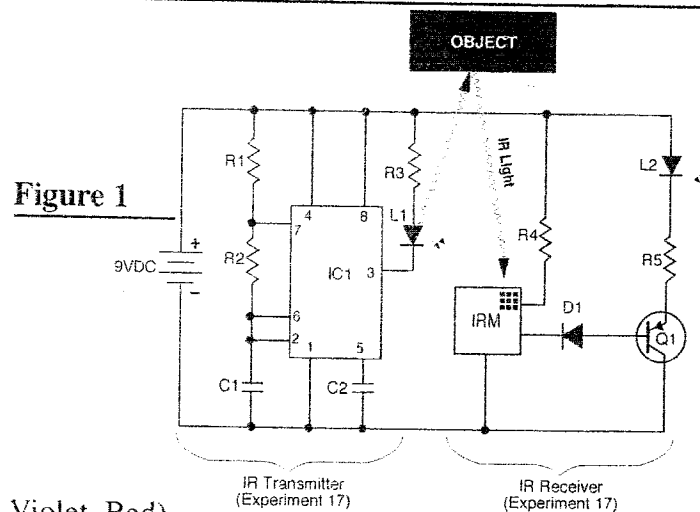 OBJECT
IR Light
Figure 1
R1
R2
R3
R4
R5
L1
L2
4
8
7
IC1
3
6
2
1
5
9VDC
+
-
IRM
D1
Q1
C1
C2
IR Transmitter
(Experiment 17)
IR Receiver
(Experiment 17)
Violet, Red)